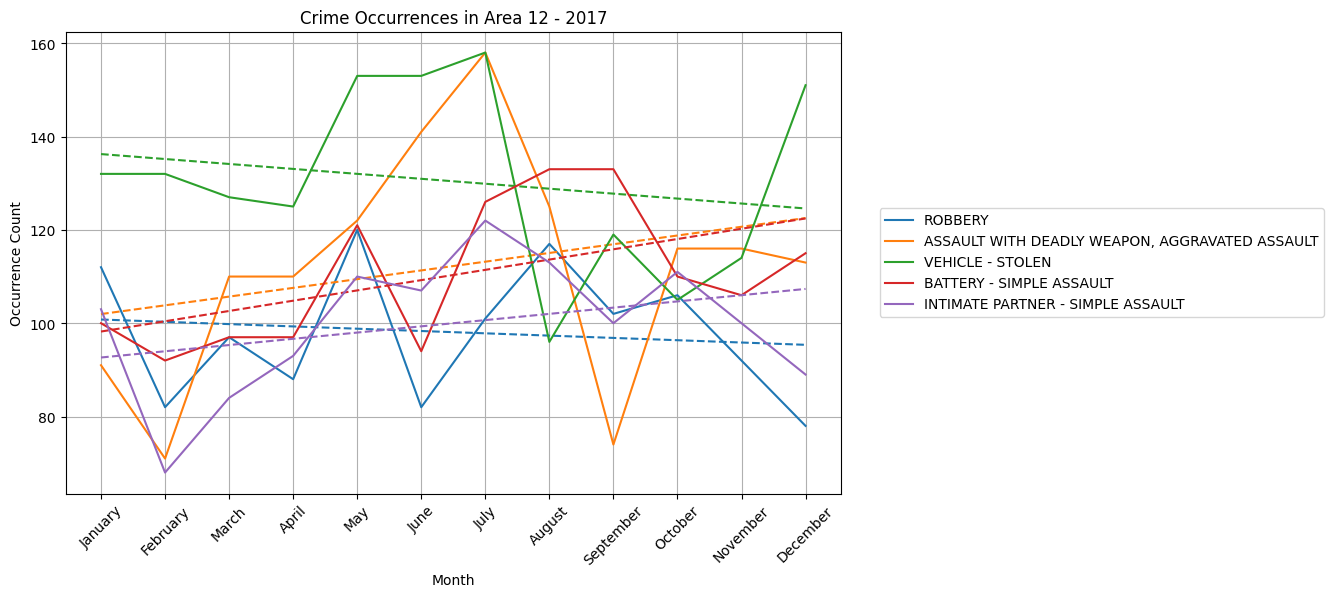 Crime Occurrences in Area 12 - 2017
160
140
120
100
80
Occurrence Count
January
February
March
April
May
June
July
August
September
October
November
December
Month
ROBBERY
ASSAULT WITH DEADLY WEAPON, AGGRAVATED ASSAULT
VEHICLE - STOLEN
BATTERY - SIMPLE ASSAULT
INTIMATE PARTNER - SIMPLE ASSAULT